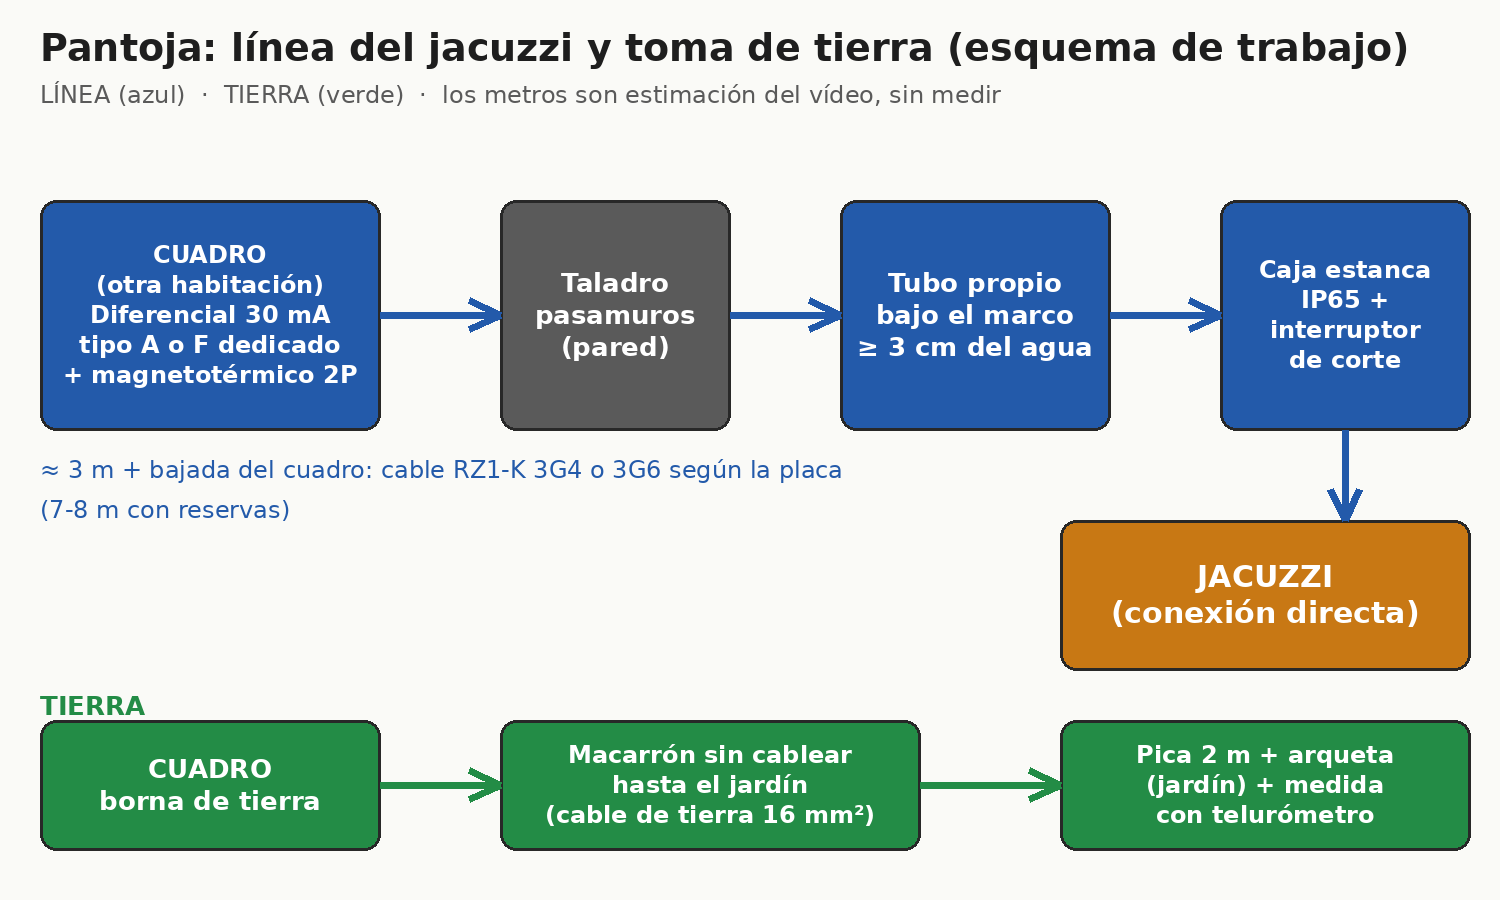 Pantoja: línea del jacuzzi y toma de tierra (esquema de trabajo)
LÍNEA (azul)  ·  TIERRA (verde)  ·  los metros son estimación del vídeo, sin medir
CUADRO
(otra habitación)
Diferencial 30 mA
tipo A o F dedicado
+ magnetotérmico 2P
Taladro
pasamuros
(pared)
Tubo propio
bajo el marco
≥ 3 cm del agua
Caja estanca
IP65 +
interruptor
de corte
≈ 3 m + bajada del cuadro: cable RZ1-K 3G4 o 3G6 según la placa
(7-8 m con reservas)
JACUZZI
(conexión directa)
TIERRA
CUADRO
borna de tierra
Macarrón sin cablear
hasta el jardín
(cable de tierra 16 mm²)
Pica 2 m + arqueta
(jardín) + medida
con telurómetro